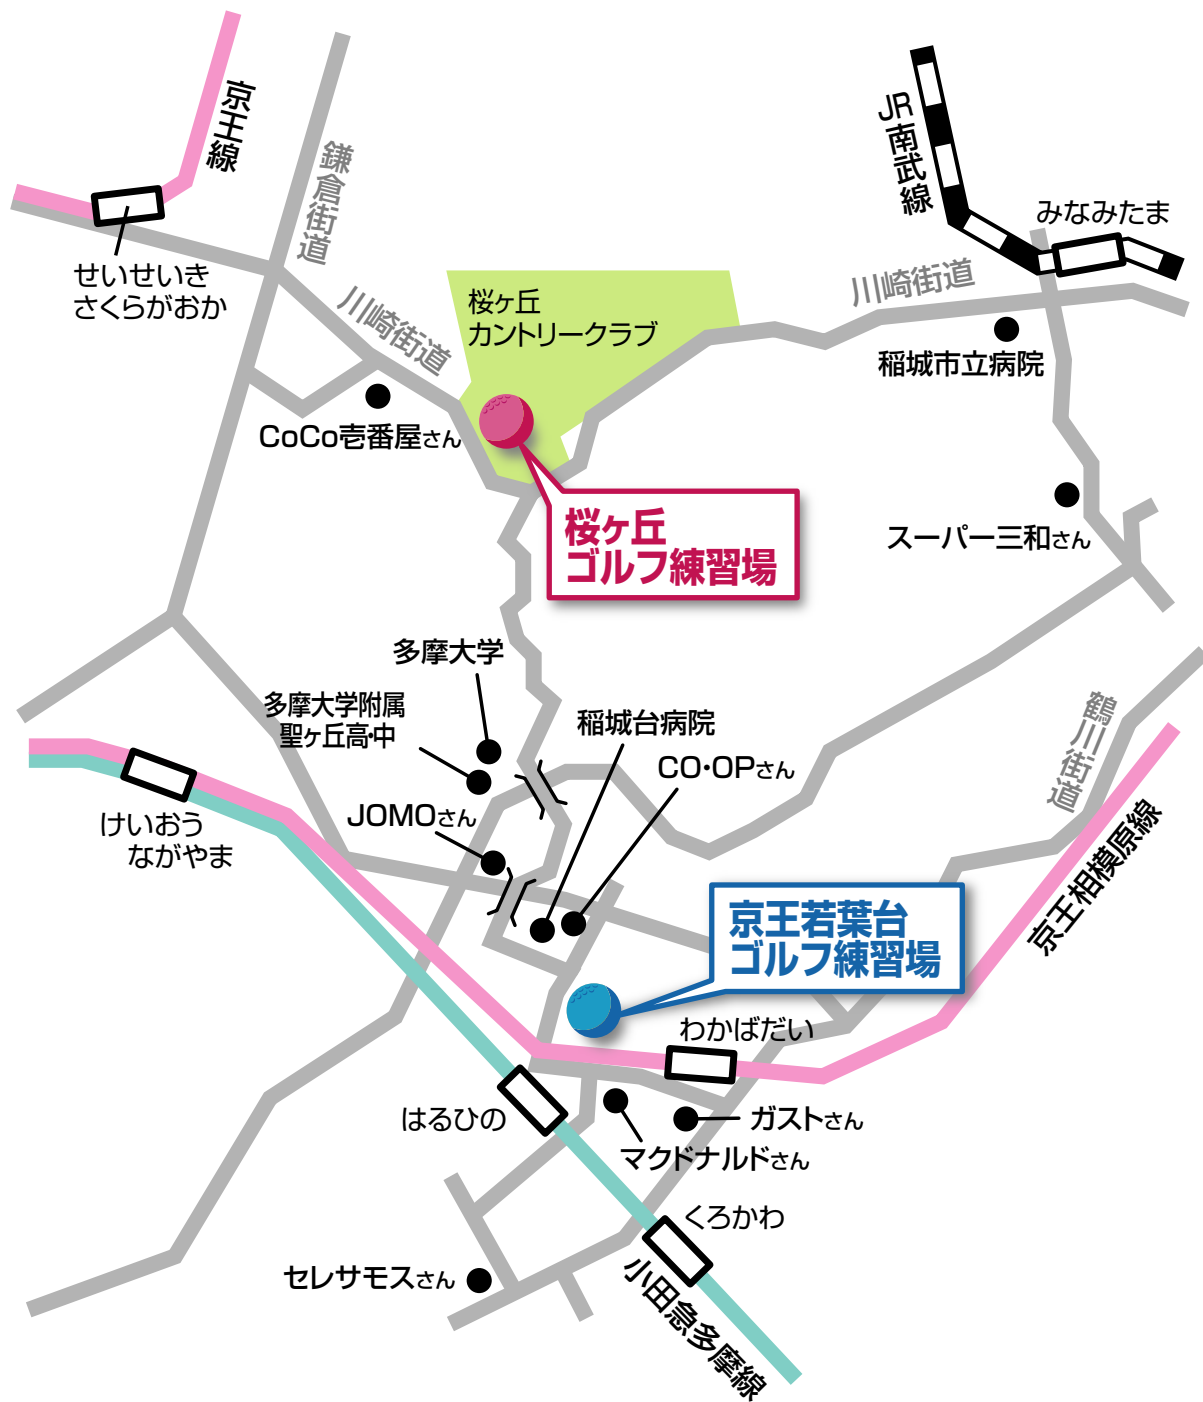 京王線
鎌倉街道
JR南武線
みなみたま
せいせいき
さくらがおか
川崎街道
桜ヶ丘
カントリークラブ
川崎街道
稲城市立病院
CoCo壱番屋さん
桜ヶ丘
ゴルフ練習場
スーパー三和さん
多摩大学
多摩大学附属
聖ヶ丘高・中
稲城台病院
CO・OPさん
鶴川街道
JOMOさん
けいおう
ながやま
京王相模原線
京王若葉台
ゴルフ練習場
わかばだい
はるひの
ガストさん
マクドナルドさん
くろかわ
セレサモスさん
小田急多摩線